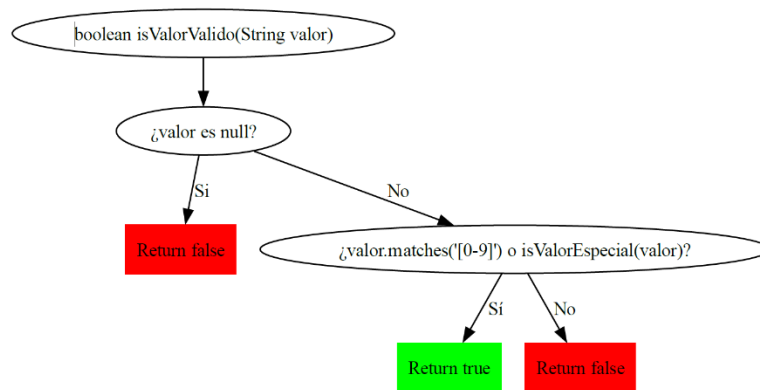 boolean isValorValido(String valor)
¿valor es null?
Si
No
Return false
¿valor.matches('[0-9]') o isValorEspecial(valor)?
Sí
No
Return true
Return false